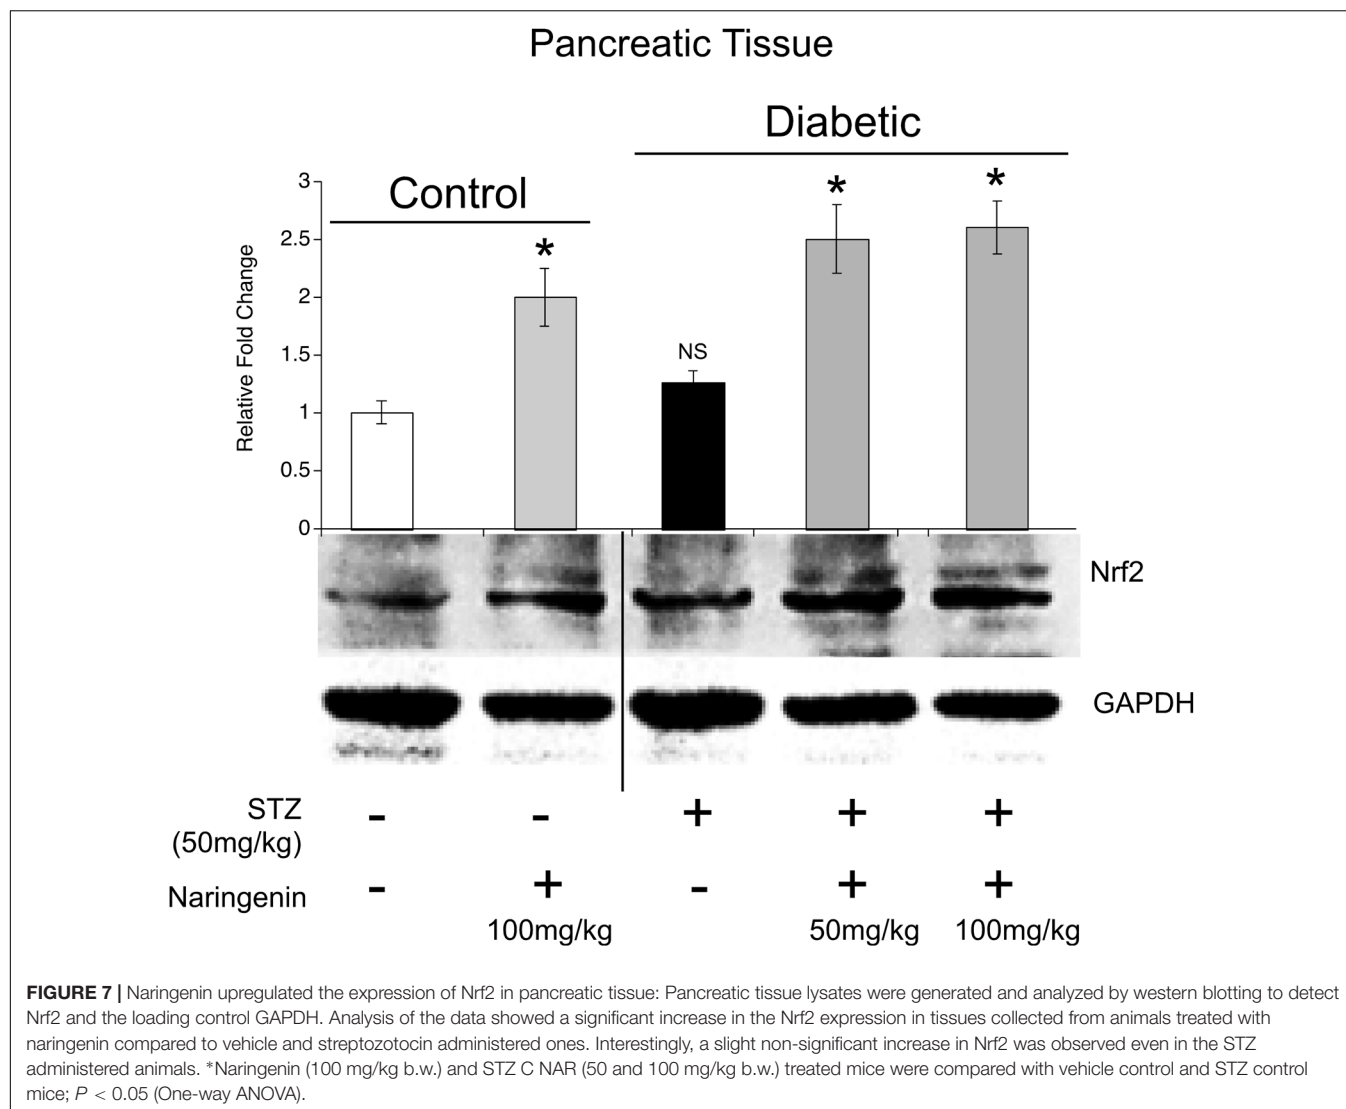 Pancreatic Tissue
Diabetic
Control
3
2.5
2
1.5
1
0.5
0
Relative Fold Change
*
NS
*
*
Nrf2
GAPDH
STZ - - + + +
(50mg/kg)
Naringenin - + - + +
100mg/kg 50mg/kg 100mg/kg
FIGURE 7 | Naringenin upregulated the expression of Nrf2 in pancreatic tissue: Pancreatic tissue lysates were generated and analyzed by western blotting to detect
Nrf2 and the loading control GAPDH. Analysis of the data showed a significant increase in the Nrf2 expression in tissues collected from animals treated with
naringenin compared to vehicle and streptozotocin administered ones. Interestingly, a slight non-significant increase in Nrf2 was observed even in the STZ
administered animals. *Naringenin (100 mg/kg b.w.) and STZ C NAR (50 and 100 mg/kg b.w.) treated mice were compared with vehicle control and STZ control
mice; P < 0.05 (One-way ANOVA).